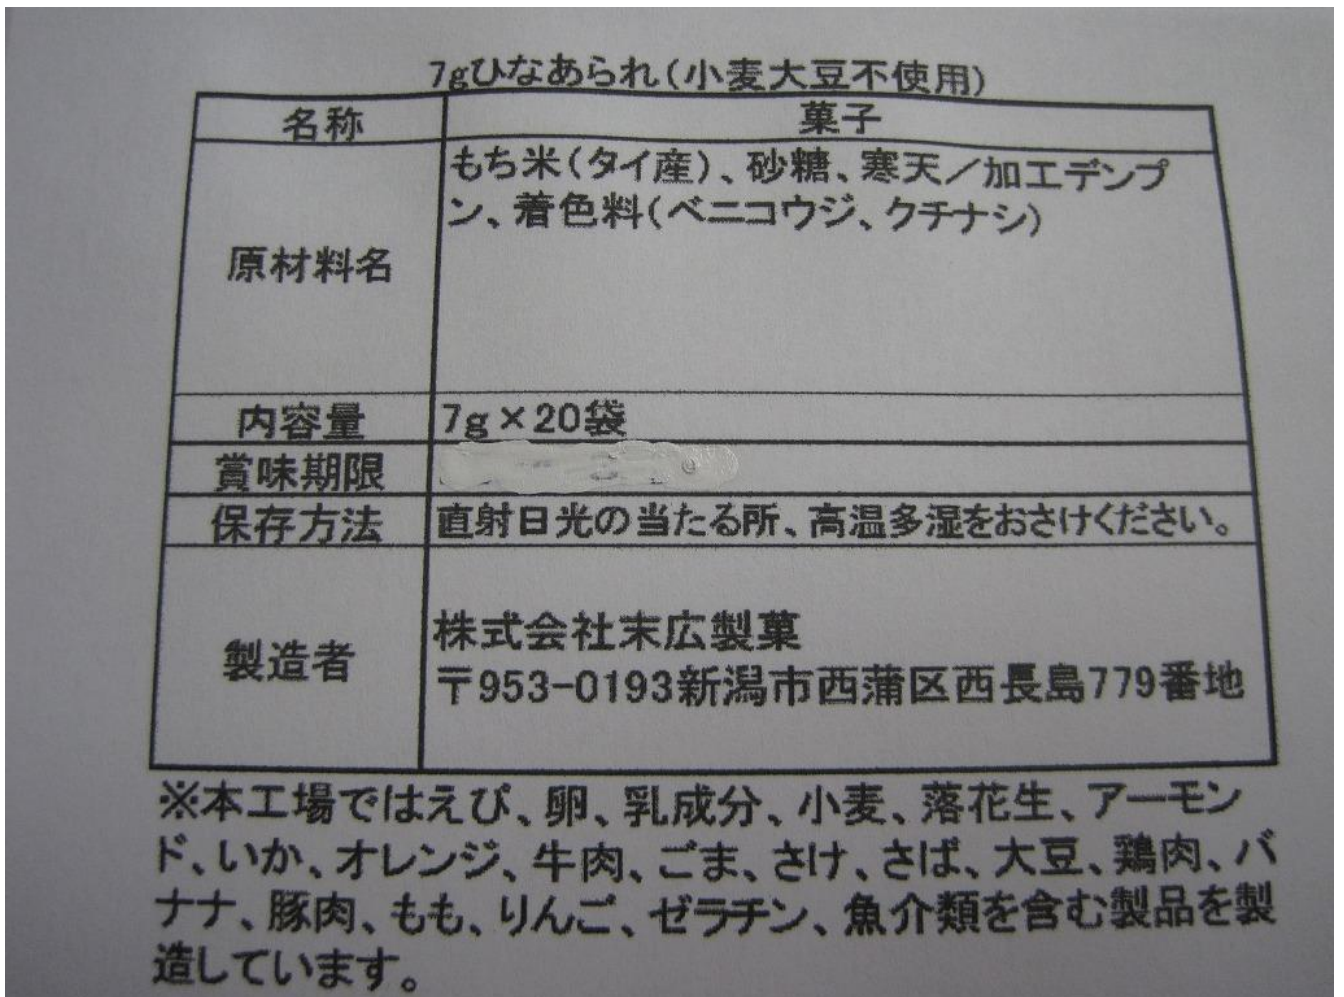 7gひなあられ(小麦大豆不使用)
名称 菓子
原材料名
もち米(タイ産)、砂糖、寒天／加工デンプ
ン、着色料(ベニコウジ、クチナシ)
内容量 7g×20袋
賞味期限
保存方法 直射日光の当たる所、高温多湿をおさけください。
製造者
株式会社末広製菓
〒953-0193新潟市西蒲区西長島779番地
※本工場ではえび、卵、乳成分、小麦、落花生、アーモン
ド、いか、オレンジ、牛肉、ごま、さけ、さば、大豆、鶏肉、バ
ナナ、豚肉、もも、りんご、ゼラチン、魚介類を含む製品を製
造しています。